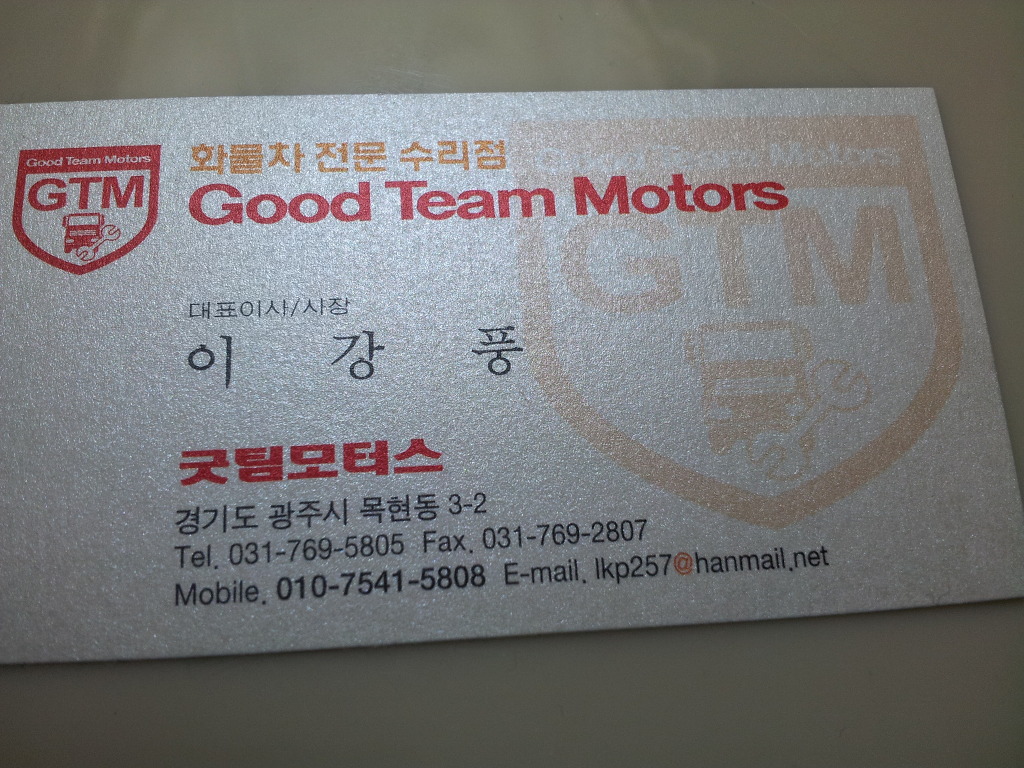 Good Team Motors
GTM
화물차 전문 수리점
Good Team Motors
GTM
대표이사/사장
이 강 풍
굿팀모터스
경기도 광주시 목현동 3-2
Tel. 031-769-5805 Fax. 031-769-2807
Mobile. 010-7541-5808 E-mail. lkp257@hanmail.net